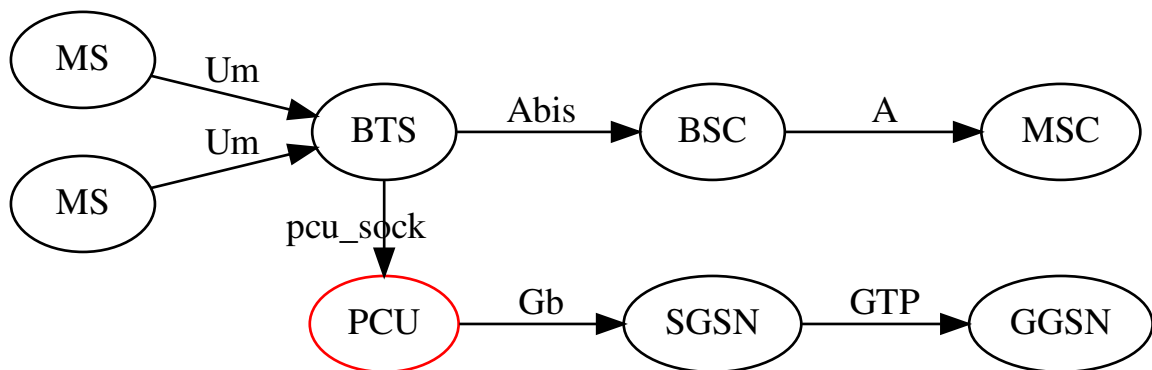 MS
Um
BTS
Abis
BSC
A
MSC
Um
MS
pcu_sock
PCU
Gb
SGSN
GTP
GGSN